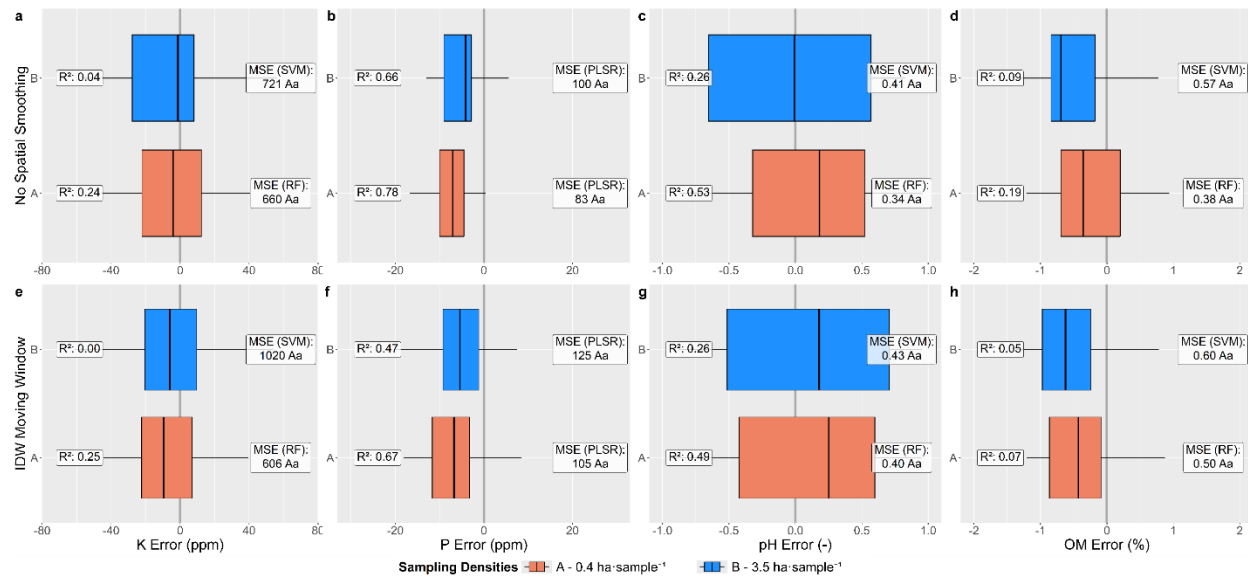 a
b
c
d
No Spatial Smoothing
B
R²: 0.04
MSE (SVM):
721 Aa
A
R²: 0.24
MSE (RF):
660 Aa
-80
-40
0
40
80
B
R²: 0.66
MSE (PLSR):
100 Aa
A
R²: 0.78
MSE (PLSR):
83 Aa
-20
0
20
B
R²: 0.26
MSE (SVM):
0.41 Aa
A
R²: 0.53
MSE (RF):
0.34 Aa
-1.0
-0.5
0.0
0.5
1.0
B
R²: 0.09
MSE (SVM):
0.57 Aa
A
R²: 0.19
MSE (RF):
0.38 Aa
-2
-1
0
1
2
e
f
g
h
IDW Moving Window
B
R²: 0.00
MSE (SVM):
1020 Aa
A
R²: 0.25
MSE (RF):
606 Aa
-80
-40
0
40
80
K Error (ppm)
B
R²: 0.47
MSE (PLSR):
125 Aa
A
R²: 0.67
MSE (PLSR):
105 Aa
-20
0
20
P Error (ppm)
B
R²: 0.26
MSE (SVM):
0.43 Aa
A
R²: 0.49
MSE (RF):
0.40 Aa
-1.0
-0.5
0.0
0.5
1.0
pH Error (-)
B
R²: 0.05
MSE (SVM):
0.60 Aa
A
R²: 0.07
MSE (RF):
0.50 Aa
-2
-1
0
1
2
OM Error (%)
Sampling Densities A - 0.4 ha·sample⁻¹ B - 3.5 ha·sample⁻¹